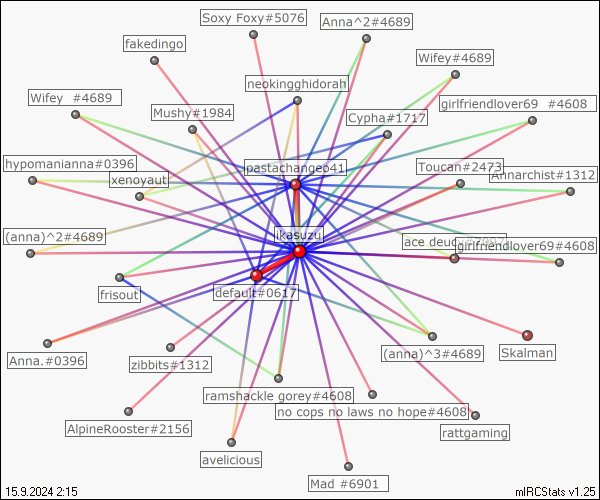 Soxy Foxy#5076
Anna^2#4689
fakedingo
Wifey#4689
neokingghidorah
Wifey  #4689
girlfriendlover69  #4608
Mushy#1984
Cypha#1717
hypomanianna#0396
pastachangeo41
Toucan#2473
Annarchist#1312
xenoyaut
(anna)^2#4689
ikasuzu
ace deucy
girlfriendlover69#4608
frisout
default#0617
Anna.#0396
zibbits#1312
(anna)^3#4689
Skalman
ramshackle gorey#4608
no cops no laws no hope#4608
AlpineRooster#2156
rattgaming
avelicious
Mad #6901
15.9.2024 2:15
mIRCStats v1.25